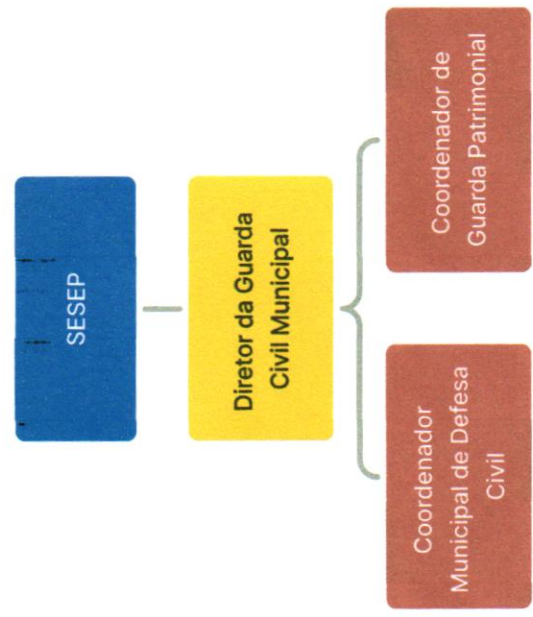 SESEP
Diretor da Guarda
Civil Municipal
Coordenador
Municipal de Defesa
Civil
Coordenador de
Guarda Patrimonial